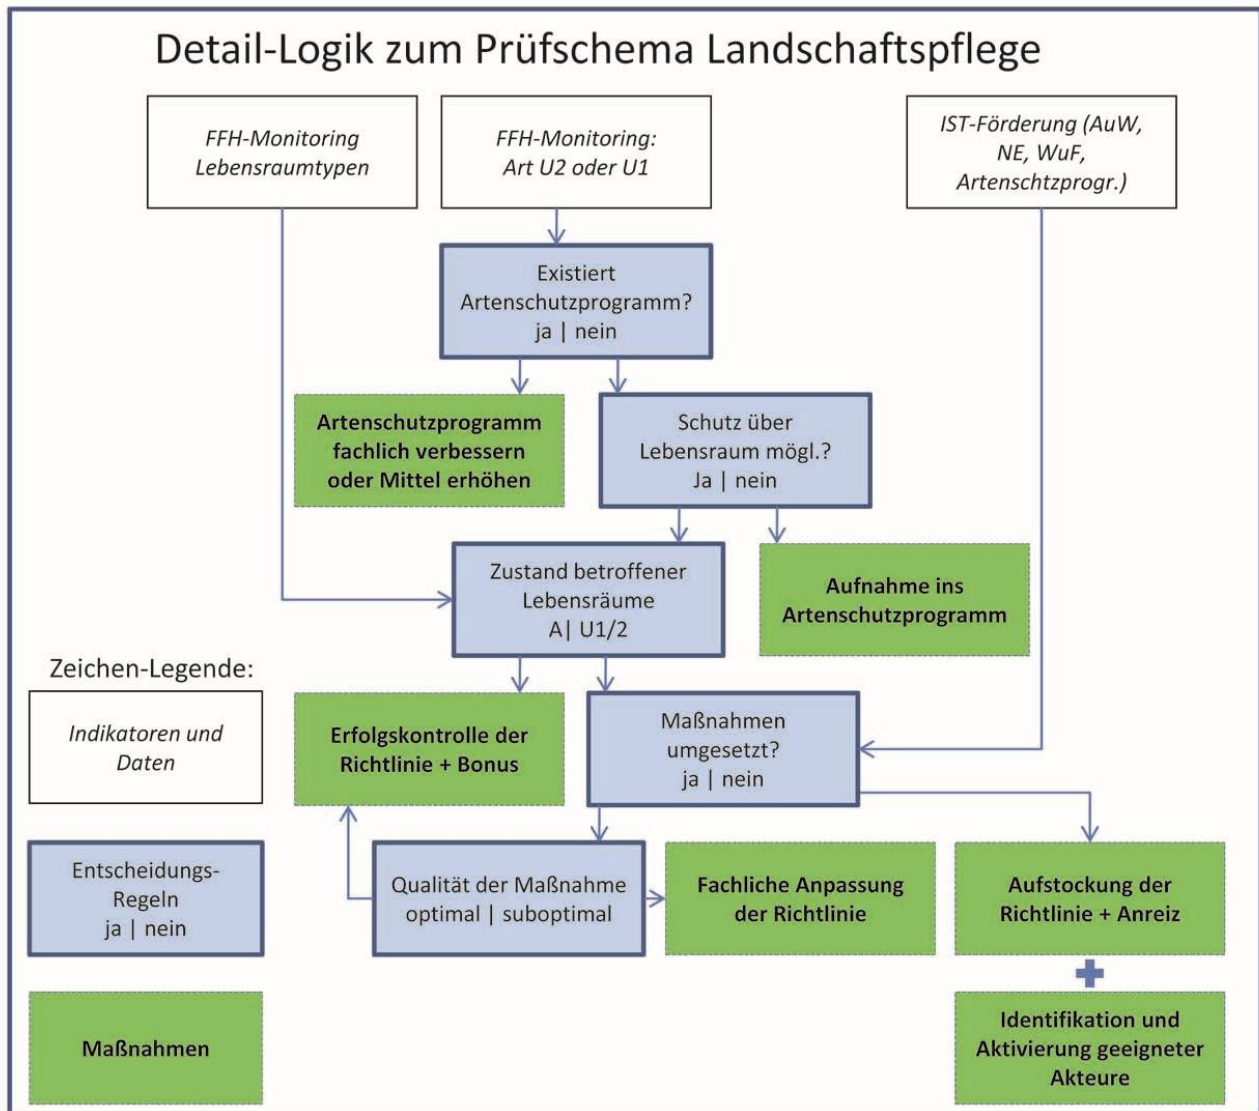 Detail-Logik zum Prüfschema Landschaftspflege
FFH-Monitoring
Lebensraumtypen
FFH-Monitoring:
Art U2 oder U1
IST-Förderung (AuW,
NE, WuF,
Artenschtzprogr.)
Existiert
Artenschutzprogramm?
ja | nein
Artenschutzprogramm
fachlich verbessern
oder Mittel erhöhen
Schutz über
Lebensraum mögl.?
Ja | nein
Zustand betroffener
Lebensräume
A| U1/2
Aufnahme ins
Artenschutzprogramm
Zeichen-Legende:
Indikatoren und
Daten
Erfolgskontrolle der
Richtlinie + Bonus
Maßnahmen
umgesetzt?
ja | nein
Entscheidungs-
Regeln
ja | nein
Qualität der Maßnahme
optimal | suboptimal
Fachliche Anpassung
der Richtlinie
Aufstockung der
Richtlinie + Anreiz
Maßnahmen
Identifikation und
Aktivierung geeigneter
Akteure